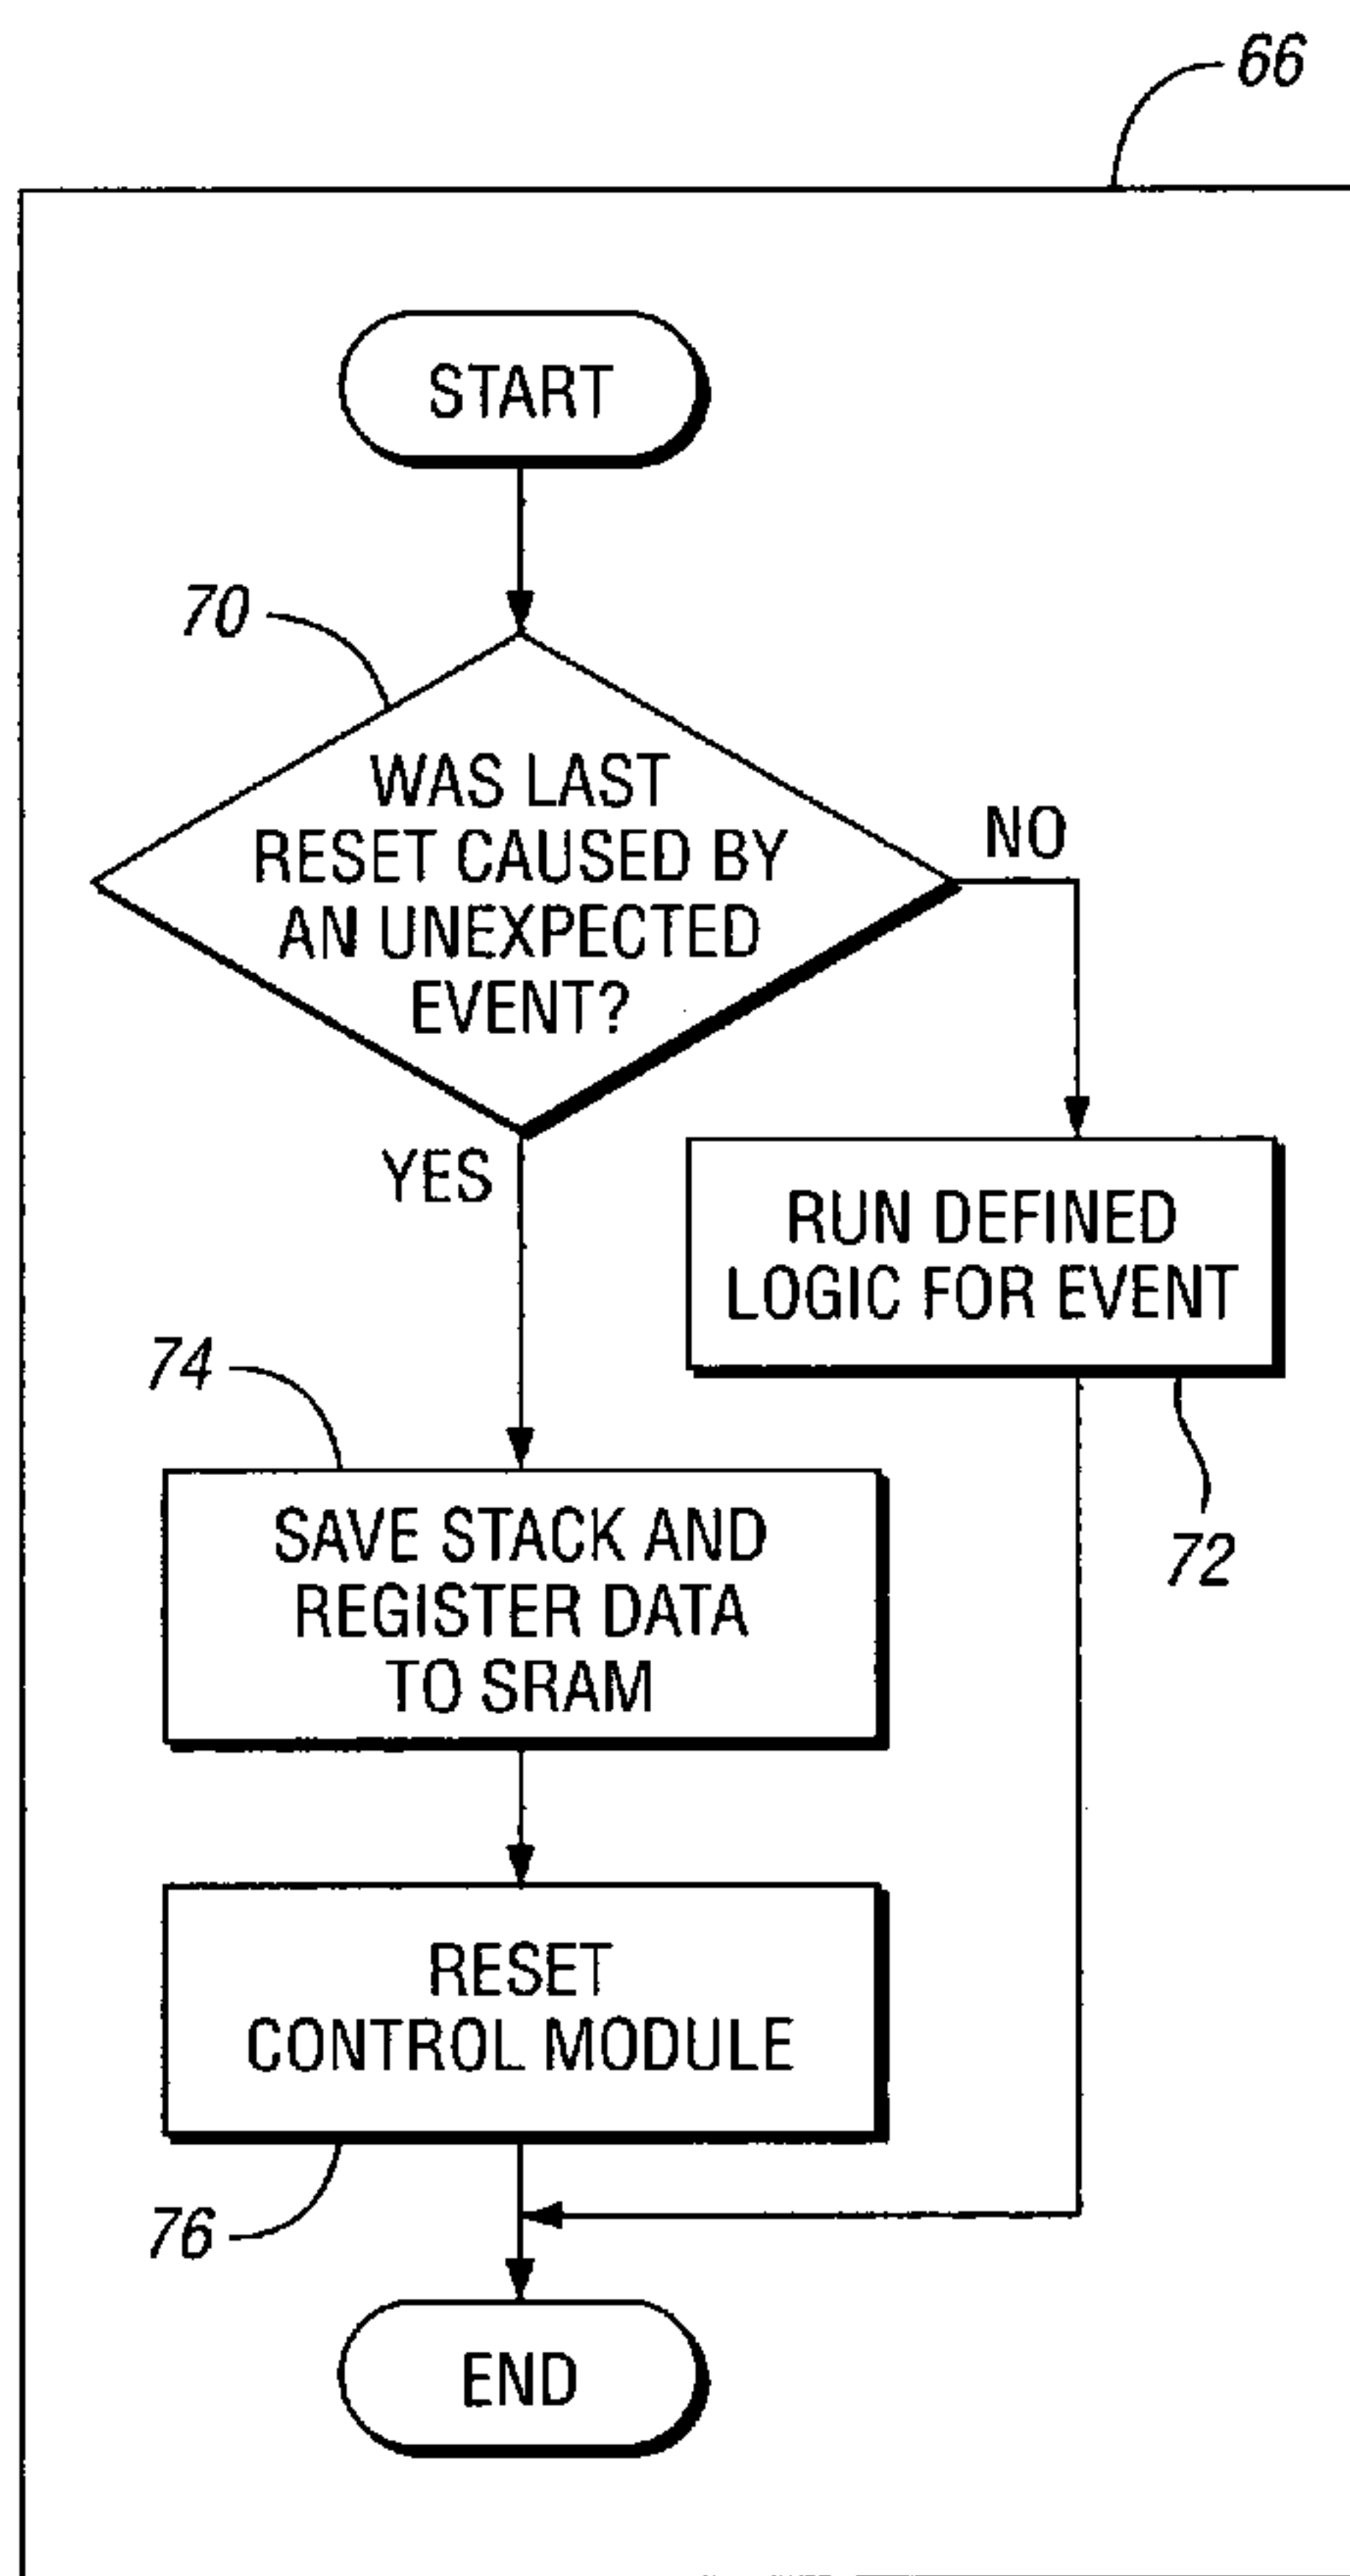 66
START
70
WAS LAST
RESET CAUSED BY
AN UNEXPECTED
EVENT?
NO
YES
RUN DEFINED
LOGIC FOR EVENT
72
74
SAVE STACK AND
REGISTER DATA
TO SRAM
RESET
CONTROL MODULE
76
END